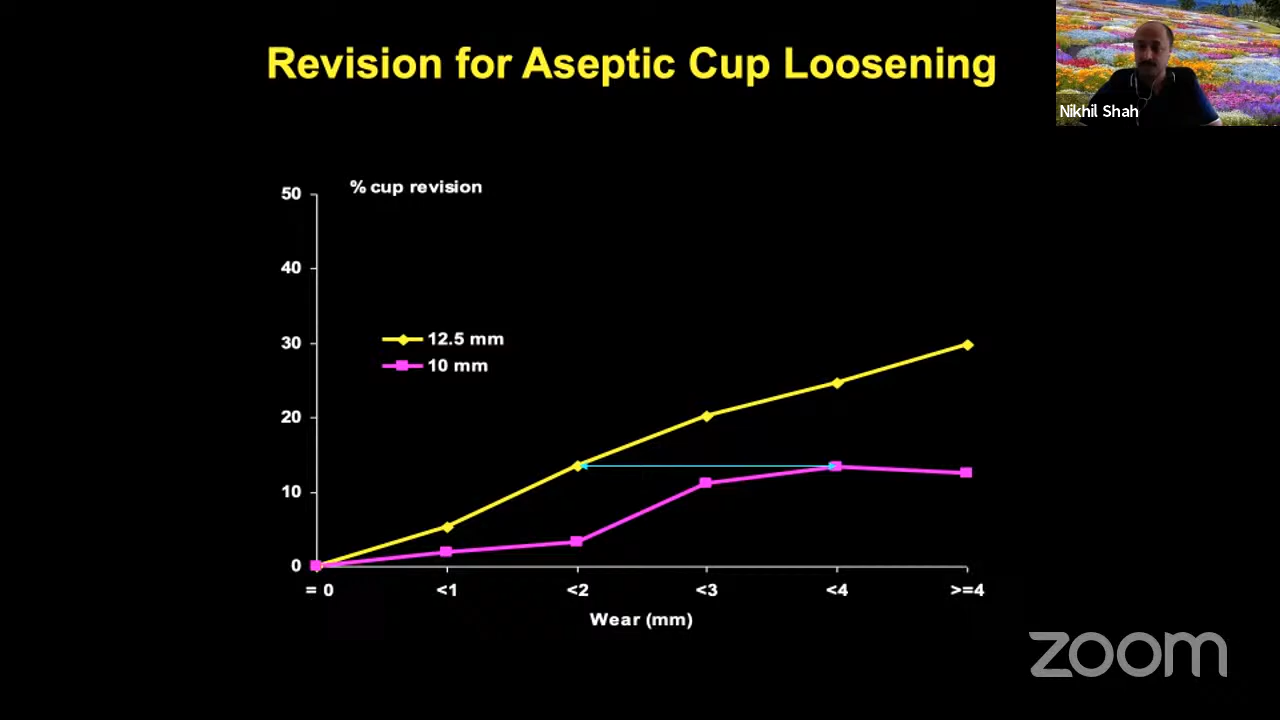 Revision for Aseptic Cup Loosening
Nikhil Shah
% cup revision
50
40
30
20
10
0
12.5 mm
10 mm
= 0 <1 <2 <3 <4 >=4
Wear (mm)
zoom